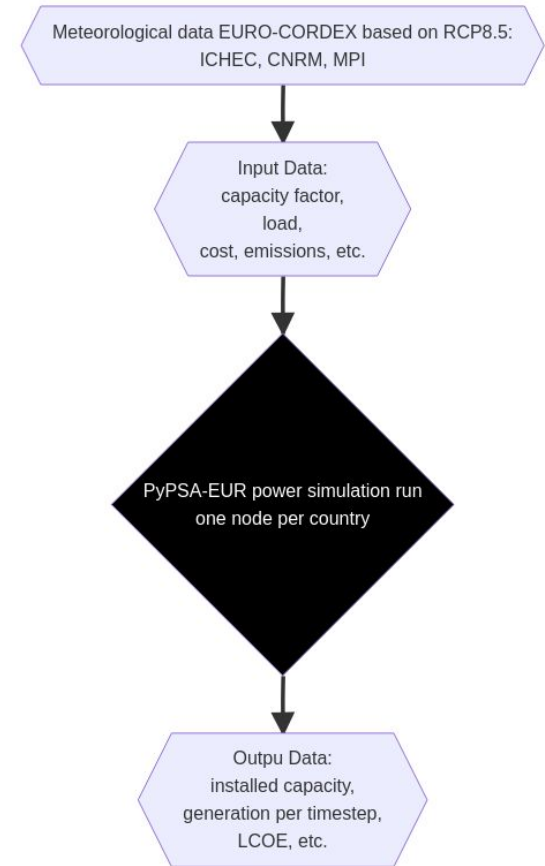 Meteorological data EURO-CORDEX based on RCP8.5:
ICHEC, CNRM, MPI
Input Data:
capacity factor,
load,
cost, emissions, etc.
PyPSA-EUR power simulation run
one node per country
Outpu Data:
installed capacity,
generation per timestep,
LCOE, etc.